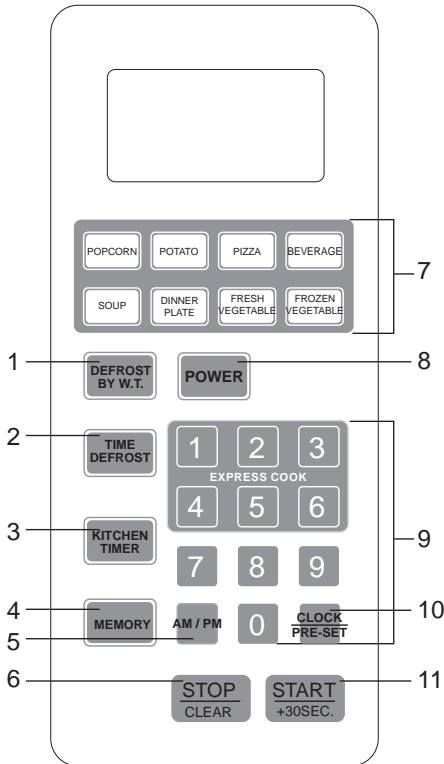 POPCORN POTATO PIZZA BEVERAGE
7
SOUP DINNER PLATE FRESH VEGETABLE FROZEN VEGETABLE
1
DEFROST
BY W.T.
POWER
8
2
TIME
DEFROST
1 2 3
EXPRESS COOK
4 5 6
3
KITCHEN
TIMER
9
7 8 9
4
MEMORY
5
AM / PM
0
CLOCK
PRE-SET
10
6
STOP
CLEAR
START
+30SEC.
11